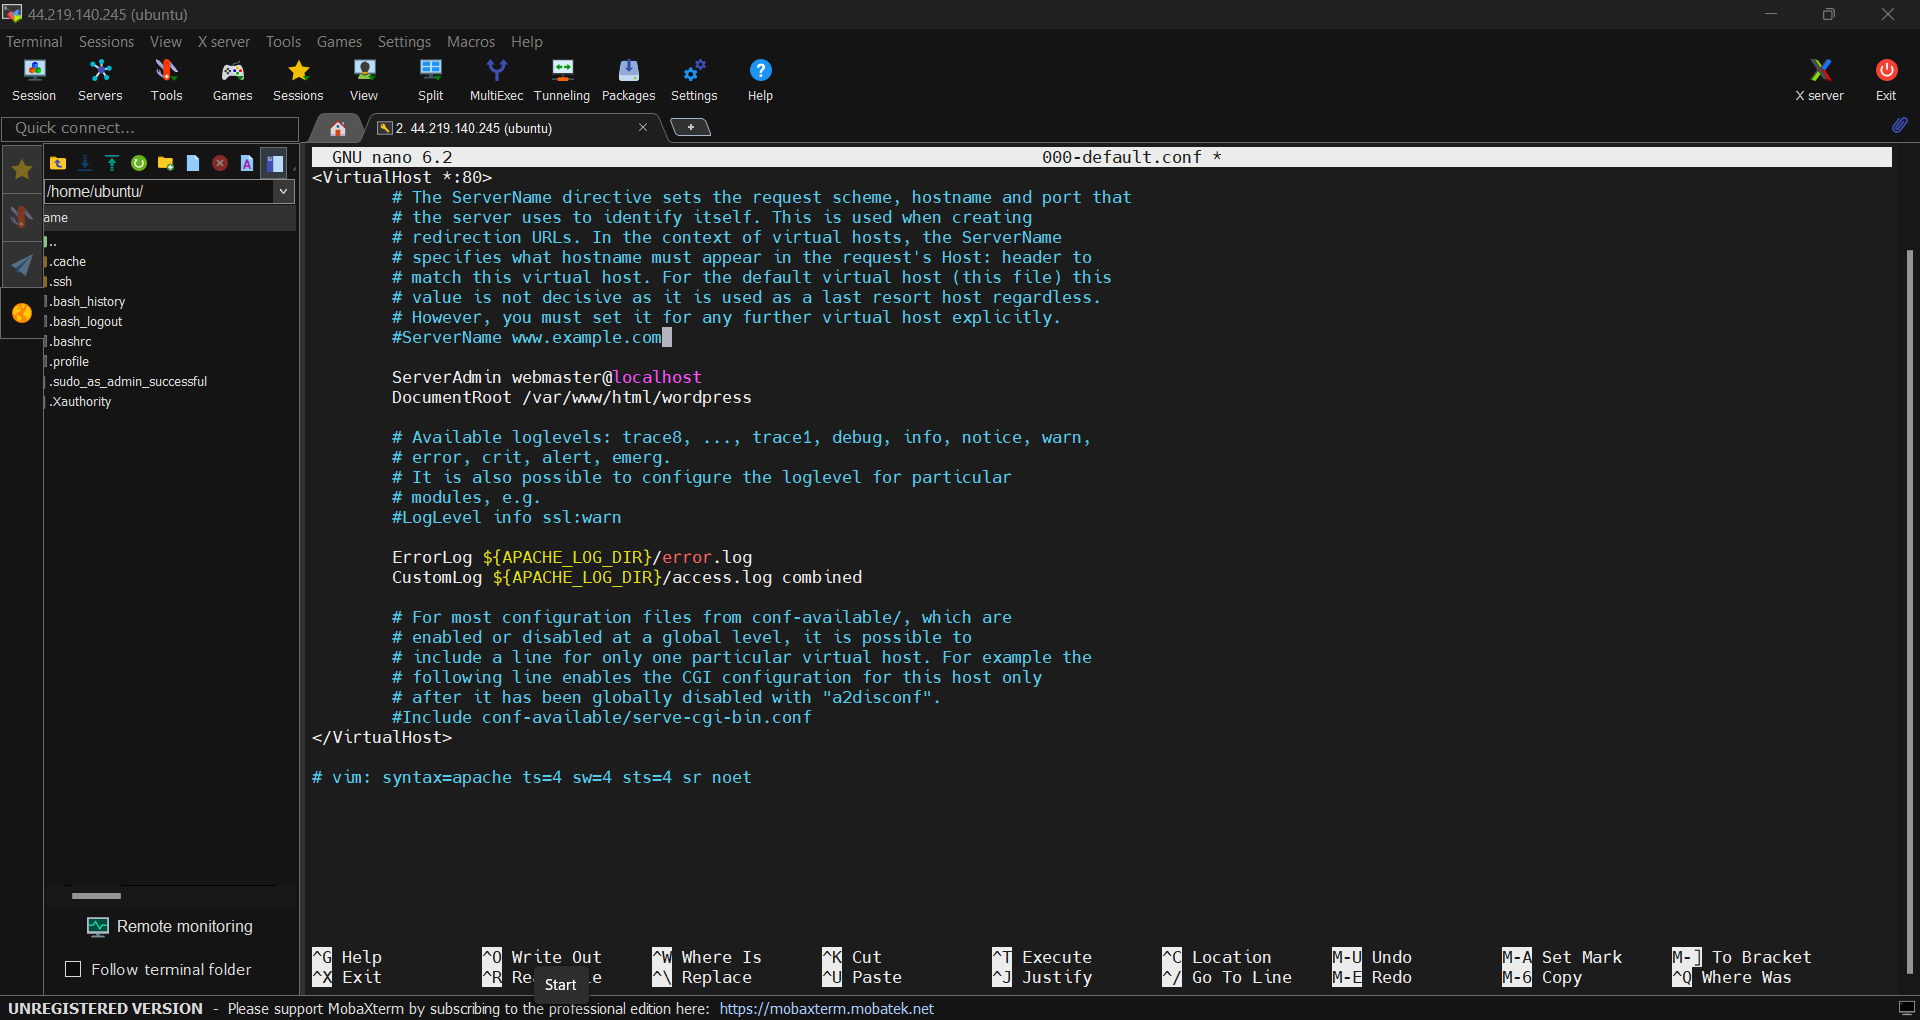 44.219.140.245 (ubuntu)
Terminal Sessions View X server Tools Games Settings Macros Help
Session Servers Tools Games Sessions View Split MultiExec Tunneling Packages Settings Help X server Exit
Quick connect...
2. 44.219.140.245 (ubuntu)
/home/ubuntu/
ame
..
.cache
.ssh
.bash_history
.bash_logout
.bashrc
.profile
.sudo_as_admin_successful
.Xauthority
Remote monitoring
Follow terminal folder
GNU nano 6.2 000-default.conf *
<VirtualHost *:80>
# The ServerName directive sets the request scheme, hostname and port that
# the server uses to identify itself. This is used when creating
# redirection URLs. In the context of virtual hosts, the ServerName
# specifies what hostname must appear in the request's Host: header to
# match this virtual host. For the default virtual host (this file) this
# value is not decisive as it is used as a last resort host regardless.
# However, you must set it for any further virtual host explicitly.
#ServerName www.example.com
ServerAdmin webmaster@localhost
DocumentRoot /var/www/html/wordpress
# Available loglevels: trace8, ..., trace1, debug, info, notice, warn,
# error, crit, alert, emerg.
# It is also possible to configure the loglevel for particular
# modules, e.g.
#LogLevel info ssl:warn
ErrorLog ${APACHE_LOG_DIR}/error.log
CustomLog ${APACHE_LOG_DIR}/access.log combined
# For most configuration files from conf-available/, which are
# enabled or disabled at a global level, it is possible to
# include a line for only one particular virtual host. For example the
# following line enables the CGI configuration for this host only
# after it has been globally disabled with "a2disconf".
#Include conf-available/serve-cgi-bin.conf
</VirtualHost>
# vim: syntax=apache ts=4 sw=4 sts=4 sr noet
^G Help ^O Write Out ^W Where Is ^K Cut ^T Execute ^C Location M-U Undo M-A Set Mark M-] To Bracket
^X Exit ^R ^\ Replace ^U Paste ^J Justify ^/ Go To Line M-E Redo M-6 Copy ^Q Where Was
Start
UNREGISTERED VERSION - Please support MobaXterm by subscribing to the professional edition here: https://mobaxterm.mobatek.net